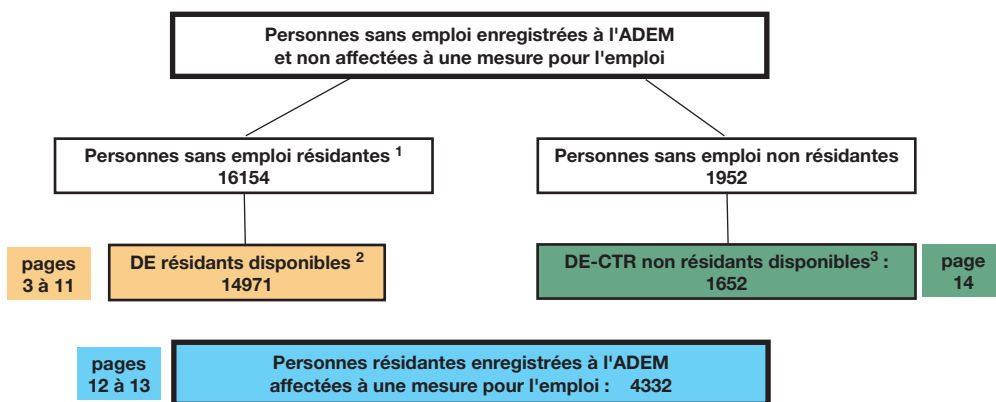 Personnes sans emploi enregistrées à l'ADEM
et non affectées à une mesure pour l'emploi
Personnes sans emploi résidantes 1
16154
Personnes sans emploi non résidantes
1952
pages
3 à 11
DE résidants disponibles 2
14971
DE-CTR non résidants disponibles3 :
1652
page
14
pages
12 à 13
Personnes résidantes enregistrées à l'ADEM
affectées à une mesure pour l'emploi : 4332